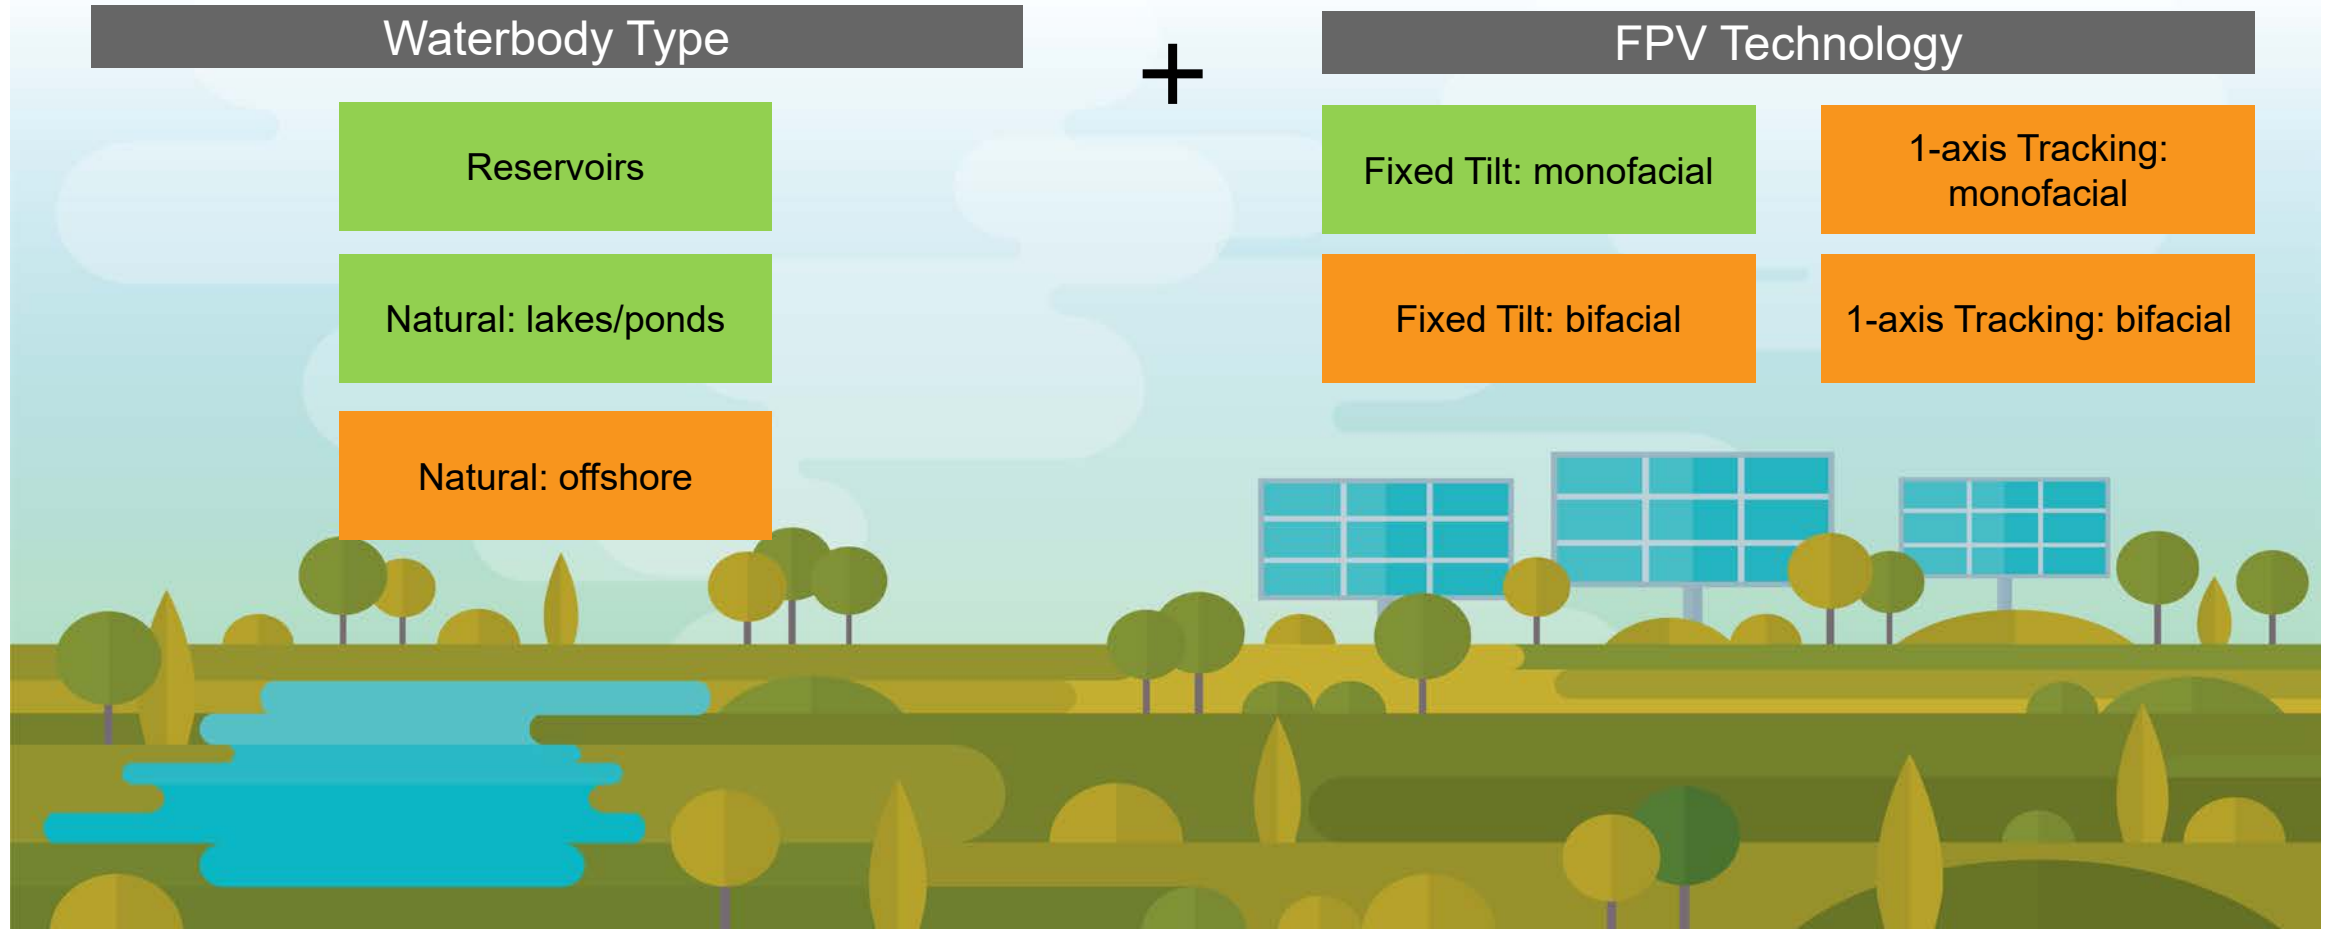 Waterbody Type
+
FPV Technology
Reservoirs
Natural: lakes/ponds
Natural: offshore
Fixed Tilt: monofacial
1-axis Tracking:
monofacial
Fixed Tilt: bifacial
1-axis Tracking: bifacial